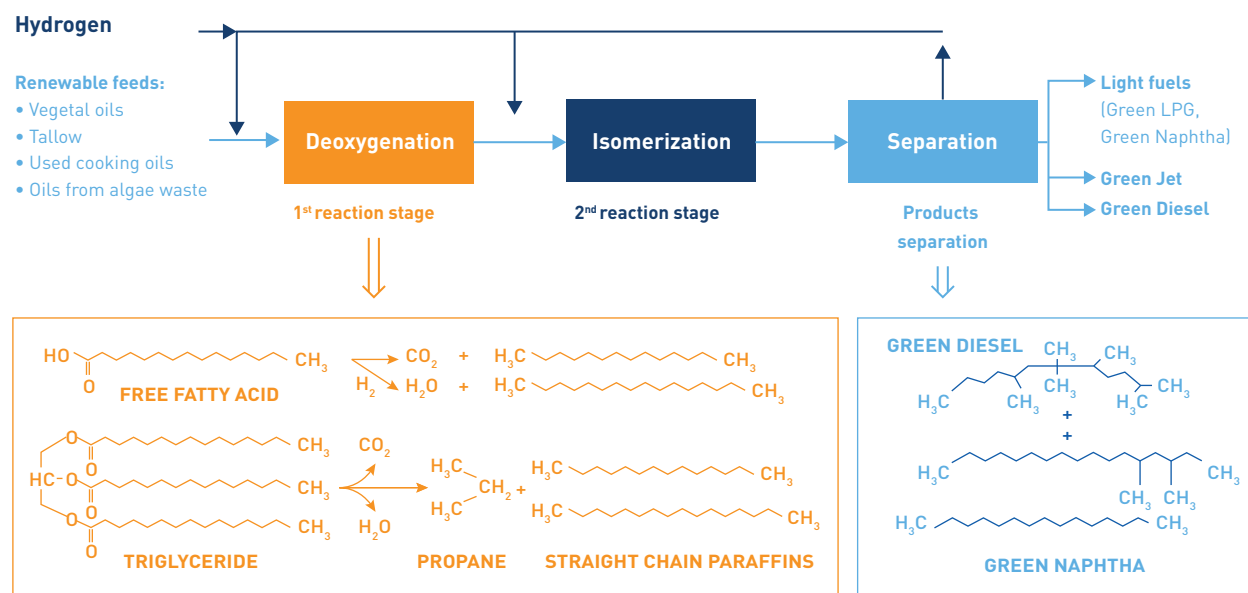 Hydrogen
Renewable feeds:
• Vegetal oils
• Tallow
• Used cooking oils
• Oils from algae waste
Deoxygenation
Isomerization
Separation
1st reaction stage
2nd reaction stage
Products
separation
Light fuels
(Green LPG,
Green Naphtha)
Green Jet
Green Diesel
HO
O
CH3
FREE FATTY ACID
H2
CO2 + H3C CH3
H2O + H3C CH3
O
O
CH3
HC-O
O
CH3
O
O
CH3
TRIGLYCERIDE
CO2
H2O
H3C
CH2
H3C
+
PROPANE
H3C CH3
H3C CH3
STRAIGHT CHAIN PARAFFINS
GREEN DIESEL
CH3
CH3
CH3
CH3
H3C
CH3
H3C
+
+
H3C
CH3
CH3
CH3
H3C CH3
GREEN NAPHTHA